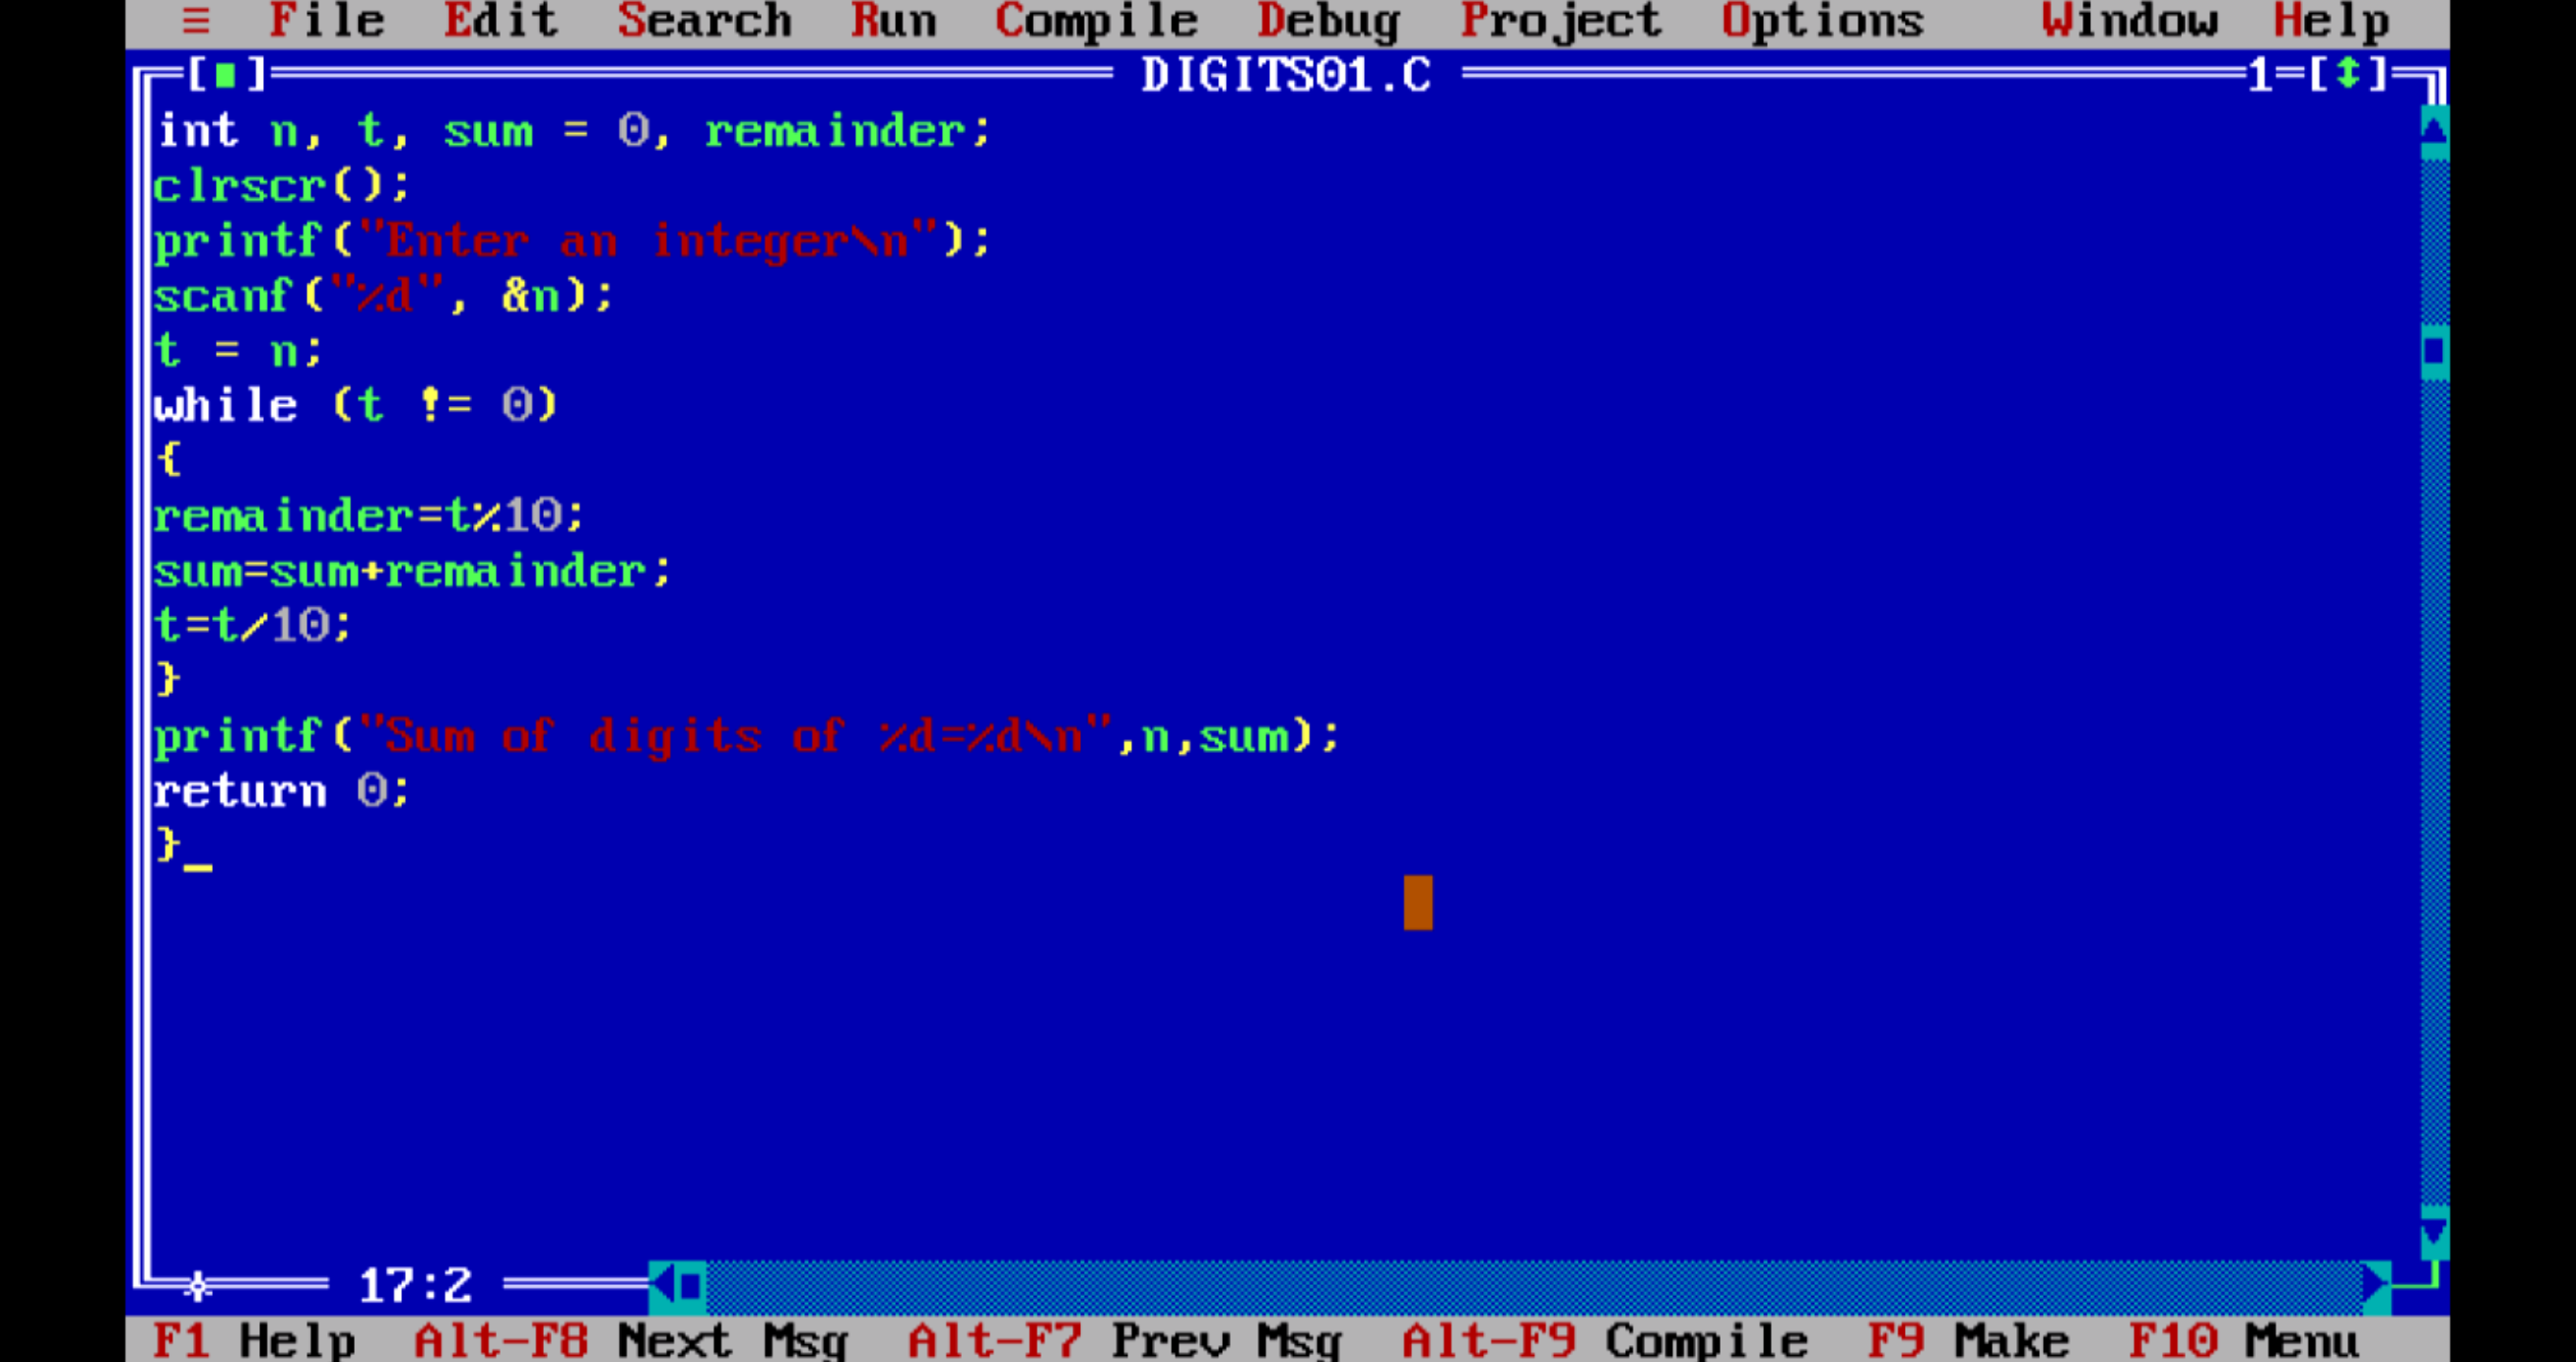 ≡ File Edit Search Run Compile Debug Project Options Window Help
[■] DIGITS01.C 1=[↕]
int n, t, sum = 0, remainder;
clrscr();
printf("Enter an integer\n");
scanf("%d", &n);
t = n;
while (t != 0)
{
remainder=t%10;
sum=sum+remainder;
t=t/10;
}
printf("Sum of digits of %d=%d\n",n,sum);
return 0;
}_
17:2
F1 Help Alt-F8 Next Msg Alt-F7 Prev Msg Alt-F9 Compile F9 Make F10 Menu